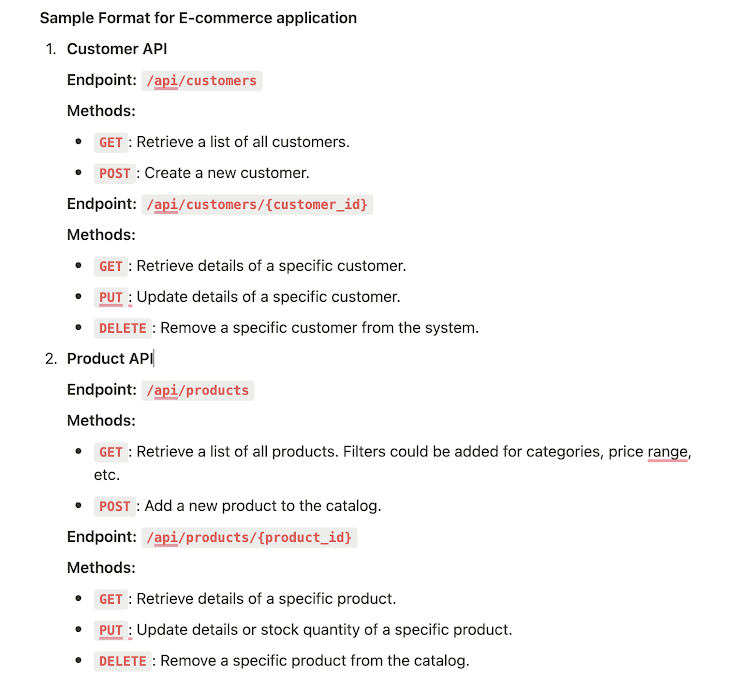 Sample Format for E-commerce application
1. Customer API
Endpoint: /api/customers
Methods:
• GET : Retrieve a list of all customers.
• POST : Create a new customer.
Endpoint: /api/customers/{customer_id}
Methods:
• GET : Retrieve details of a specific customer.
• PUT : Update details of a specific customer.
• DELETE : Remove a specific customer from the system.
2. Product API
Endpoint: /api/products
Methods:
• GET : Retrieve a list of all products. Filters could be added for categories, price range,
etc.
• POST : Add a new product to the catalog.
Endpoint: /api/products/{product_id}
Methods:
• GET : Retrieve details of a specific product.
• PUT : Update details or stock quantity of a specific product.
• DELETE : Remove a specific product from the catalog.